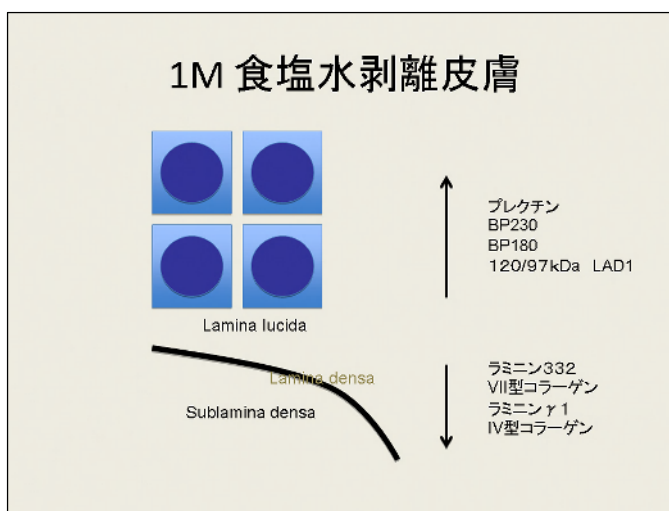 1M 食塩水剥離皮膚
プレクチン
BP230
BP180
120/97kDa LAD1
Lamina lucida
Lamina densa
Sublamina densa
ラミニン332
VII型コラーゲン
ラミニンγ1
IV型コラーゲン